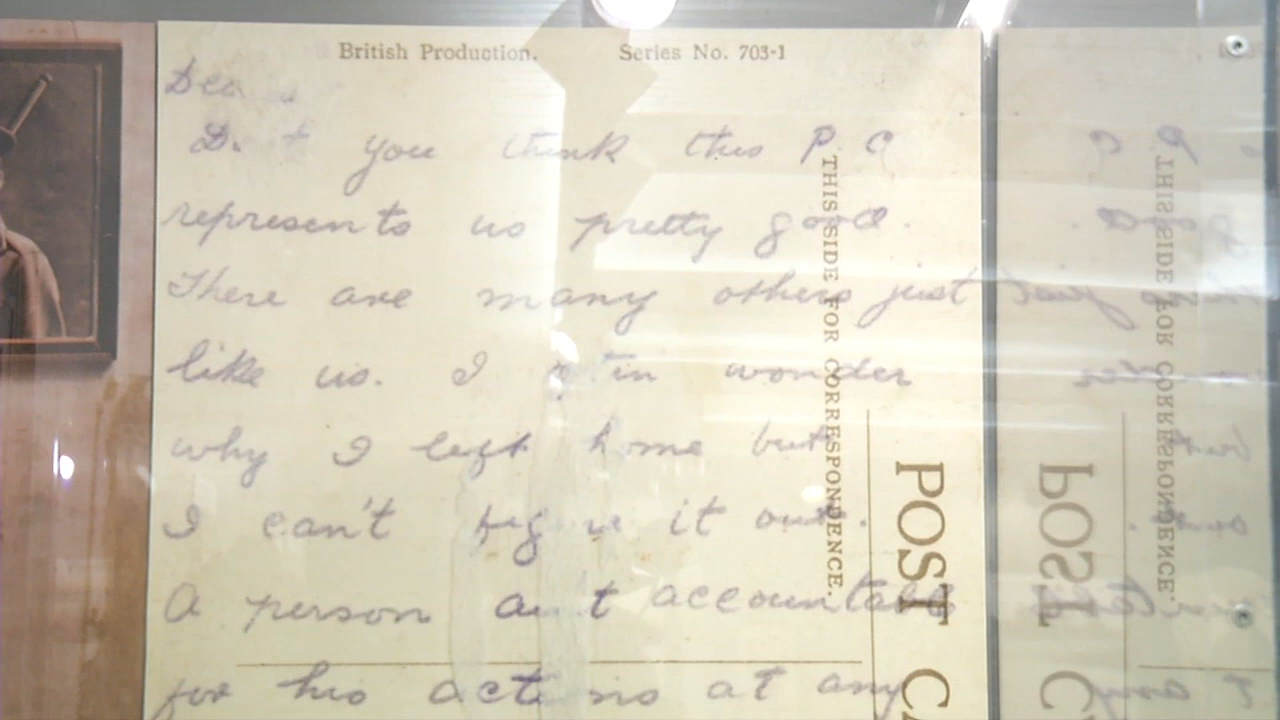 British Production. Series No. 703-1
Dea
D. t you think this P. C
represents us pretty good.
There are many others just
like us. I in wonder
why I left home but
I can't figure it out.
A person ain't accountable
for his actions at any
THIS SIDE FOR CORRESPONDENCE.
POST CA